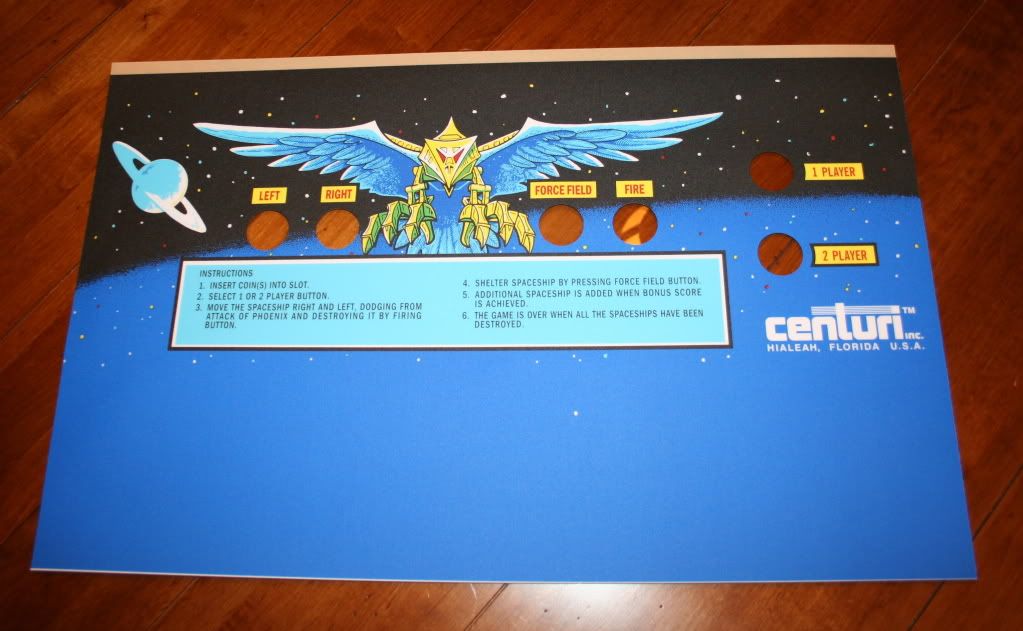 LEFT
RIGHT
FORCE FIELD
FIRE
1 PLAYER
2 PLAYER
INSTRUCTIONS
1. INSERT COIN(S) INTO SLOT.
2. SELECT 1 OR 2 PLAYER BUTTON.
3. MOVE THE SPACESHIP RIGHT AND LEFT, DODGING FROM
ATTACK OF PHOENIX AND DESTROYING IT BY FIRING
BUTTON.
4. SHELTER SPACESHIP BY PRESSING FORCE FIELD BUTTON.
5. ADDITIONAL SPACESHIP IS ADDED WHEN BONUS SCORE
IS ACHIEVED.
6. THE GAME IS OVER WHEN ALL THE SPACESHIPS HAVE BEEN
DESTROYED.
centuri™ inc.
HIALEAH, FLORIDA U.S.A.